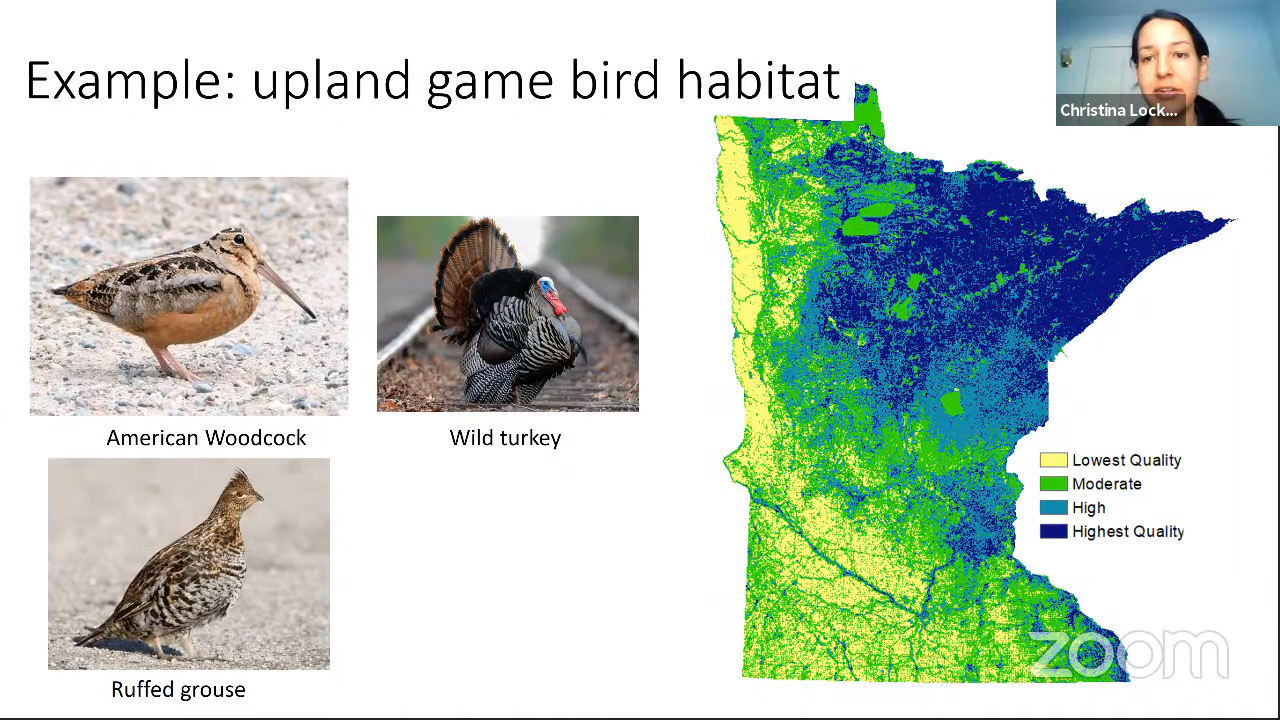 Example: upland game bird habitat
Christina Lock...
American Woodcock
Wild turkey
Ruffed grouse
Lowest Quality
Moderate
High
Highest Quality
zoom